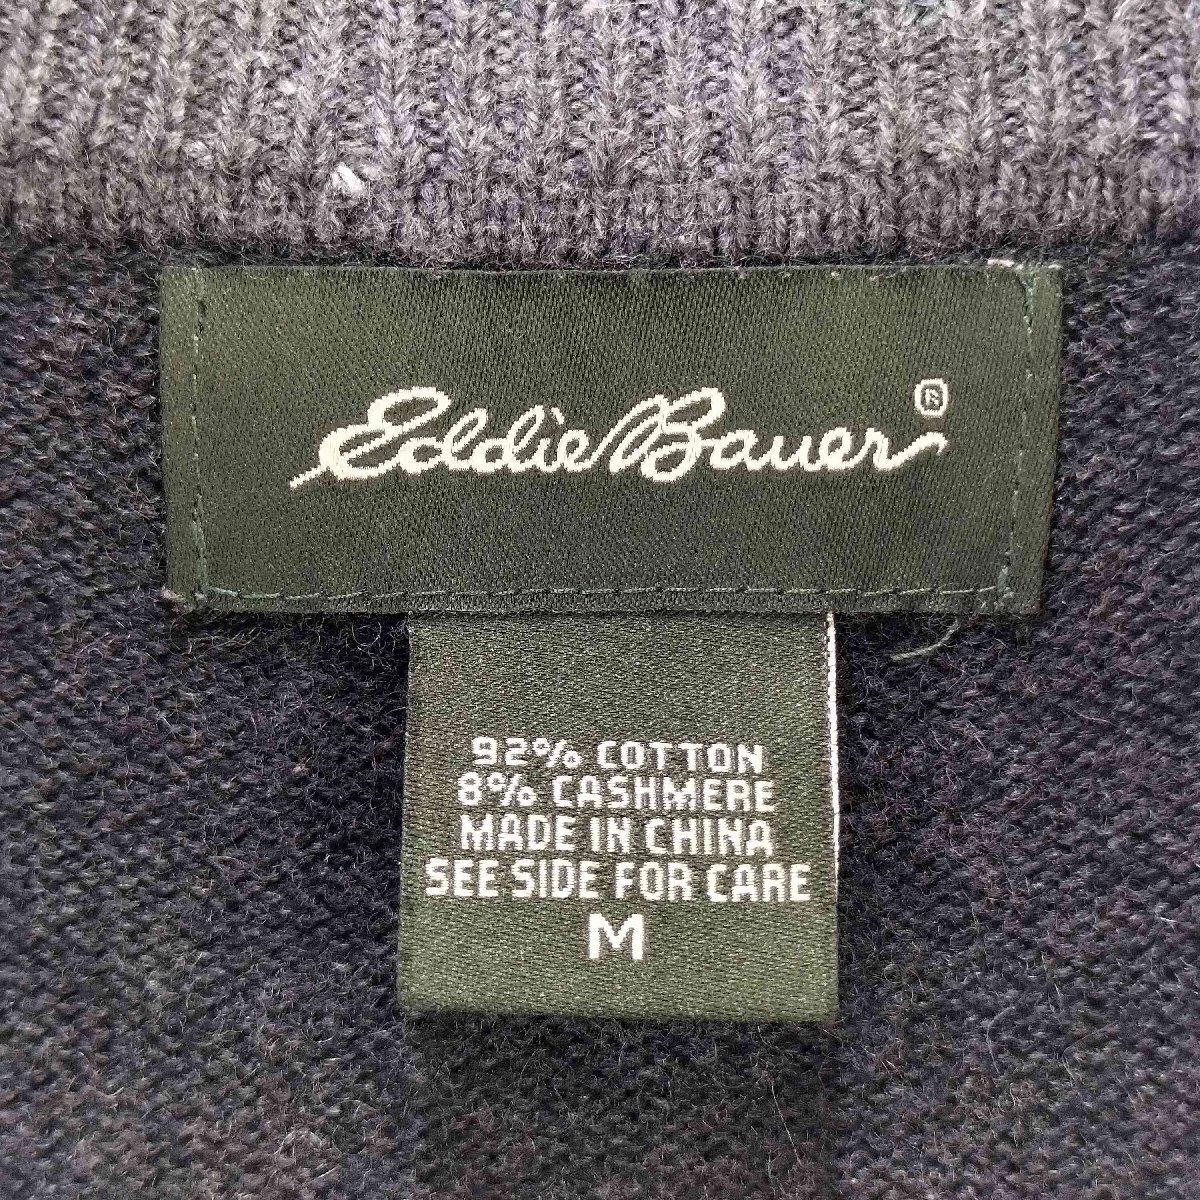 Eddie Bauer®
92% COTTON
8% CASHMERE
MADE IN CHINA
SEE SIDE FOR CARE
M